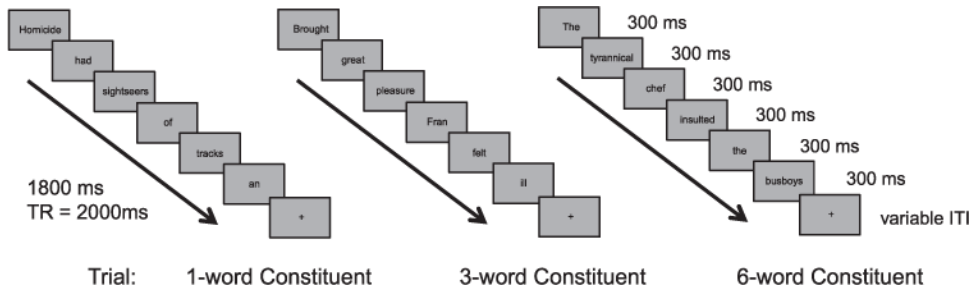 Homicide
had
sightseers
of
tracks
an
+
1800 ms
TR = 2000ms
Brought
great
pleasure
Fran
felt
ill
+
The
300 ms
tyrannical
300 ms
chef
300 ms
insulted
300 ms
the
300 ms
busboys
300 ms
+
variable ITI
Trial: 1-word Constituent 3-word Constituent 6-word Constituent